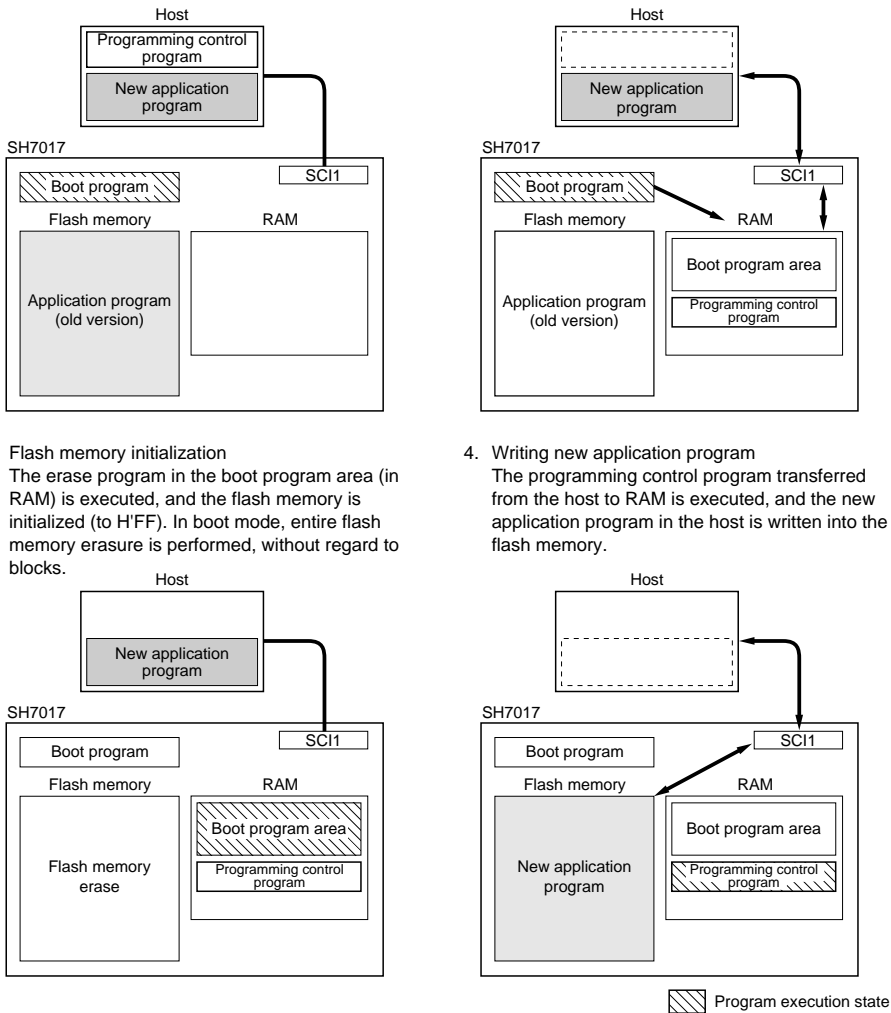 Host
Programming control
program
New application
program
SH7017
SCI1
Boot program
Flash memory
RAM
Application program
(old version)
Host
New application
program
SH7017
SCI1
Boot program
Flash memory
RAM
Boot program area
Application program
(old version)
Programming control
program
Flash memory initialization
The erase program in the boot program area (in
RAM) is executed, and the flash memory is
initialized (to H'FF). In boot mode, entire flash
memory erasure is performed, without regard to
blocks.
4. Writing new application program
The programming control program transferred
from the host to RAM is executed, and the new
application program in the host is written into the
flash memory.
Host
New application
program
SH7017
SCI1
Boot program
Flash memory
RAM
Boot program area
Flash memory
erase
Programming control
program
Host
SH7017
SCI1
Boot program
Flash memory
RAM
Boot program area
New application
program
Programming control
program
Program execution state